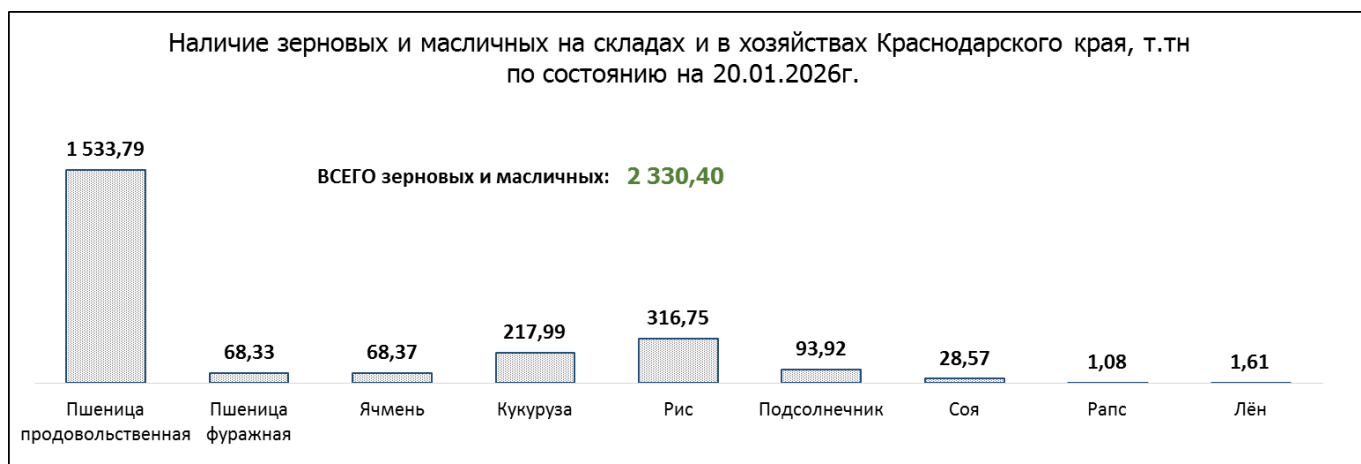 Наличие зерновых и масличных на складах и в хозяйствах Краснодарского края, т.тн
по состоянию на 20.01.2026г.
1 533,79
ВСЕГО зерновых и масличных: 2 330,40
68,33
68,37
217,99
316,75
93,92
28,57
1,08
1,61
Пшеница
продовольственная
Пшеница
фуражная
Ячмень
Кукуруза
Рис
Подсолнечник
Соя
Рапс
Лён